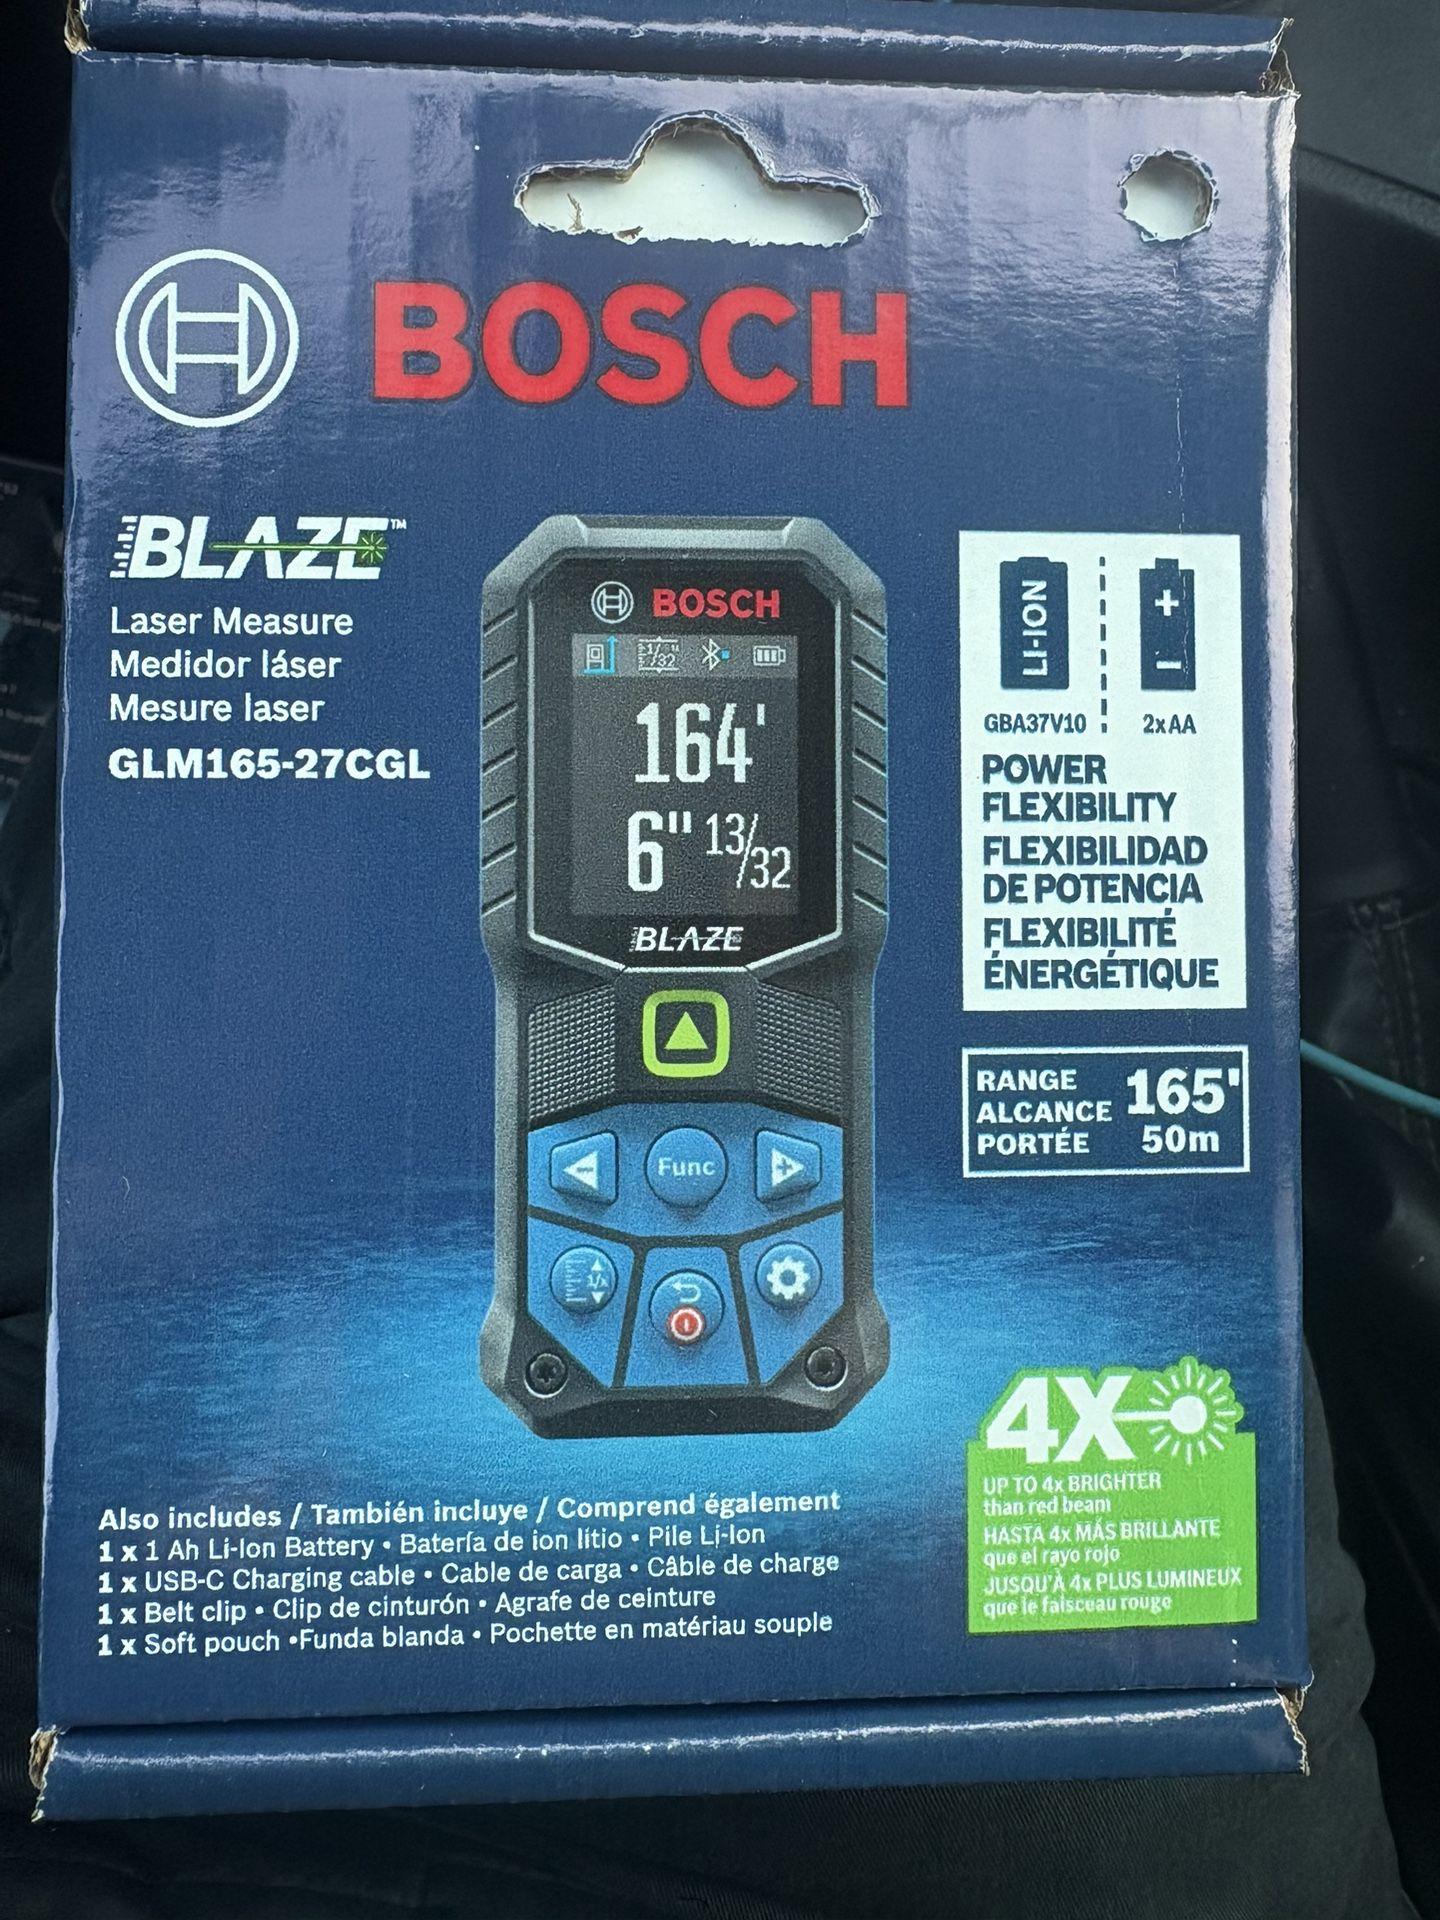 BOSCH
BLAZE™
Laser Measure
Medidor láser
Mesure laser
GLM165-27CGL
BOSCH
1/32
164'
6" 13/32
BLAZE
Func
1/x
LI-ION
+
−
GBA37V10
2xAA
POWER
FLEXIBILITY
FLEXIBILIDAD
DE POTENCIA
FLEXIBILITÉ
ÉNERGÉTIQUE
RANGE
ALCANCE
PORTÉE
165'
50m
4X
UP TO 4x BRIGHTER
than red beam
HASTA 4x MÁS BRILLANTE
que el rayo rojo
JUSQU'À 4x PLUS LUMINEUX
que le faisceau rouge
Also includes / También incluye / Comprend également
1 x 1 Ah Li-Ion Battery • Batería de ion litio • Pile Li-Ion
1 x USB-C Charging cable • Cable de carga • Câble de charge
1 x Belt clip • Clip de cinturón • Agrafe de ceinture
1 x Soft pouch •Funda blanda • Pochette en matériau souple